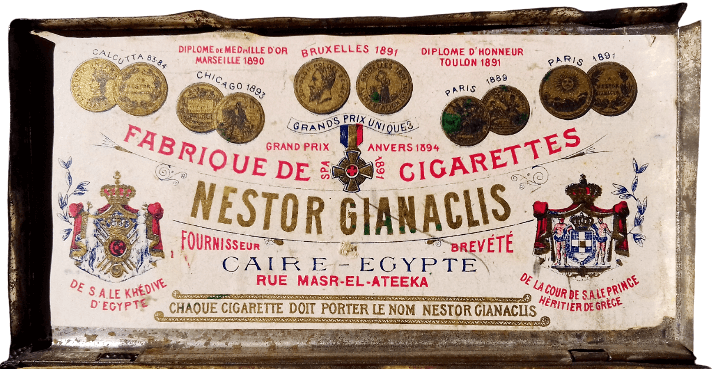 CALCUTTA 83-84
DIPLOME DE MEDAILLE D'OR
MARSEILLE 1890
CHICAGO 1893
BRUXELLES 1891
DIPLOME D'HONNEUR
TOULON 1891
PARIS 1889
PARIS 1891
GRANDS PRIX UNIQUES
GRAND PRIX ANVERS 1894
SPA 1891
FABRIQUE DE CIGARETTES
NESTOR GIANACLIS
FOURNISSEUR BREVÉTÉ
CAIRE - EGYPTE
RUE MASR-EL-ATEEKA
DE S.A. LE KHÉDIVE
D'EGYPTE
DE LA COUR DE S.A. LE PRINCE
HÉRITIER DE GRÈCE
CHAQUE CIGARETTE DOIT PORTER LE NOM NESTOR GIANACLIS